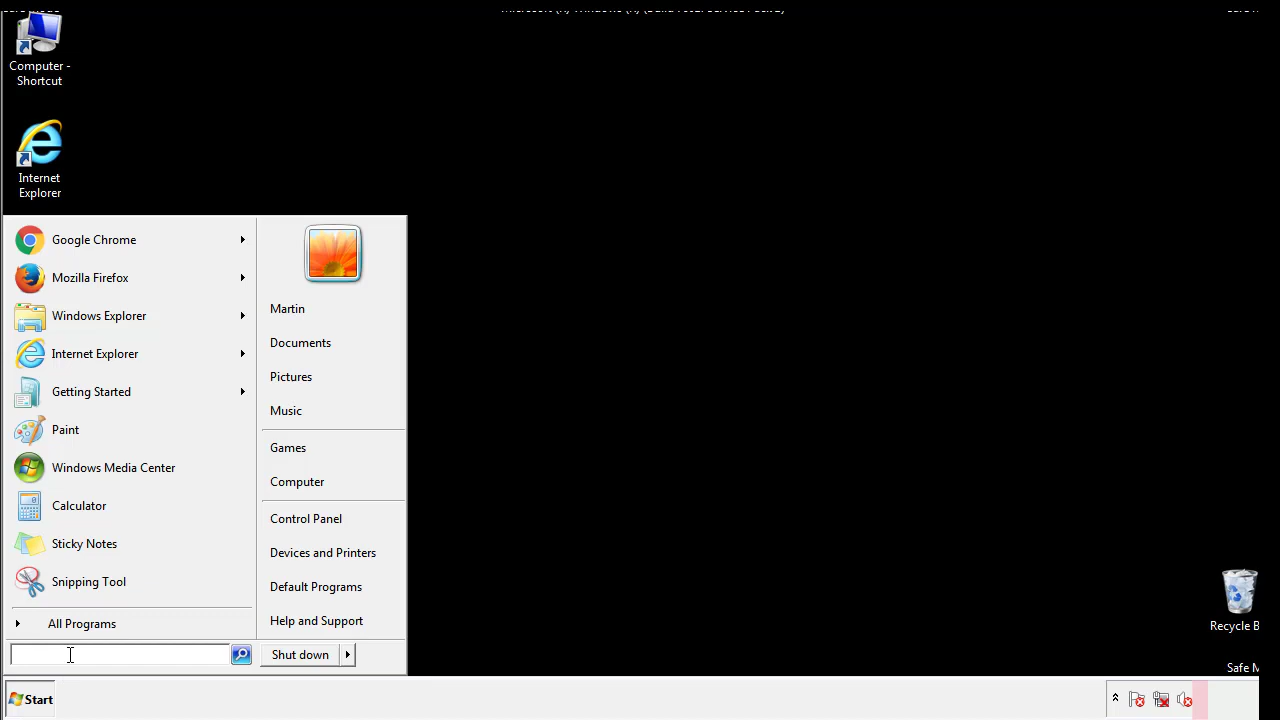 Computer -
Shortcut
Internet
Explorer
Google Chrome
Mozilla Firefox
Windows Explorer
Internet Explorer
Getting Started
Paint
Windows Media Center
Calculator
Sticky Notes
Snipping Tool
All Programs
Martin
Documents
Pictures
Music
Games
Computer
Control Panel
Devices and Printers
Default Programs
Help and Support
Shut down
Recycle B
Safe M
Start